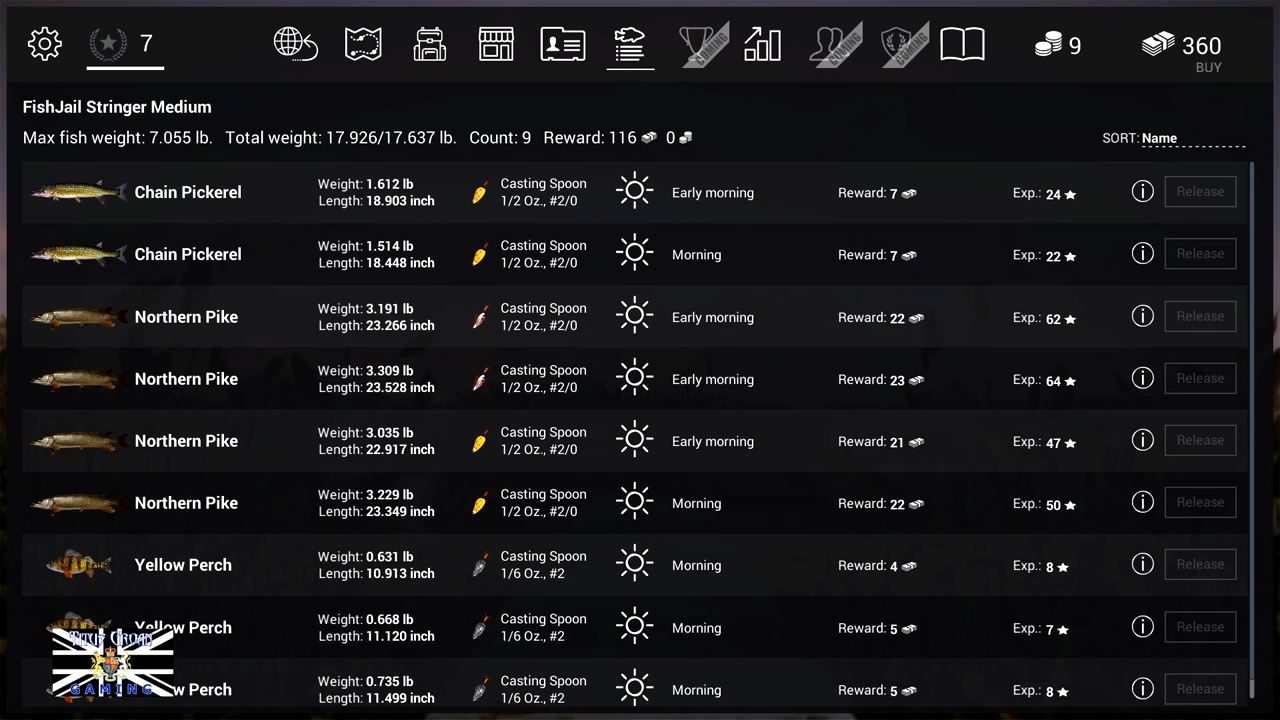 7
COMING
COMING
COMING
9
360
BUY
FishJail Stringer Medium
Max fish weight: 7.055 lb. Total weight: 17.926/17.637 lb. Count: 9 Reward: 116 0
SORT: Name
Chain Pickerel Weight: 1.612 lb Casting Spoon Early morning Reward: 7 Exp.: 24 Release
Length: 18.903 inch 1/2 Oz., #2/0
Chain Pickerel Weight: 1.514 lb Casting Spoon Morning Reward: 7 Exp.: 22 Release
Length: 18.448 inch 1/2 Oz., #2/0
Northern Pike Weight: 3.191 lb Casting Spoon Early morning Reward: 22 Exp.: 62 Release
Length: 23.266 inch 1/2 Oz., #2/0
Northern Pike Weight: 3.309 lb Casting Spoon Early morning Reward: 23 Exp.: 64 Release
Length: 23.528 inch 1/2 Oz., #2/0
Northern Pike Weight: 3.035 lb Casting Spoon Early morning Reward: 21 Exp.: 47 Release
Length: 22.917 inch 1/2 Oz., #2/0
Northern Pike Weight: 3.229 lb Casting Spoon Morning Reward: 22 Exp.: 50 Release
Length: 23.349 inch 1/2 Oz., #2/0
Yellow Perch Weight: 0.631 lb Casting Spoon Morning Reward: 4 Exp.: 8 Release
Length: 10.913 inch 1/6 Oz., #2
Yellow Perch Weight: 0.668 lb Casting Spoon Morning Reward: 5 Exp.: 7 Release
Length: 11.120 inch 1/6 Oz., #2
Perch Weight: 0.735 lb Casting Spoon Morning Reward: 5 Exp.: 8 Release
Length: 11.499 inch 1/6 Oz., #2
GAMING